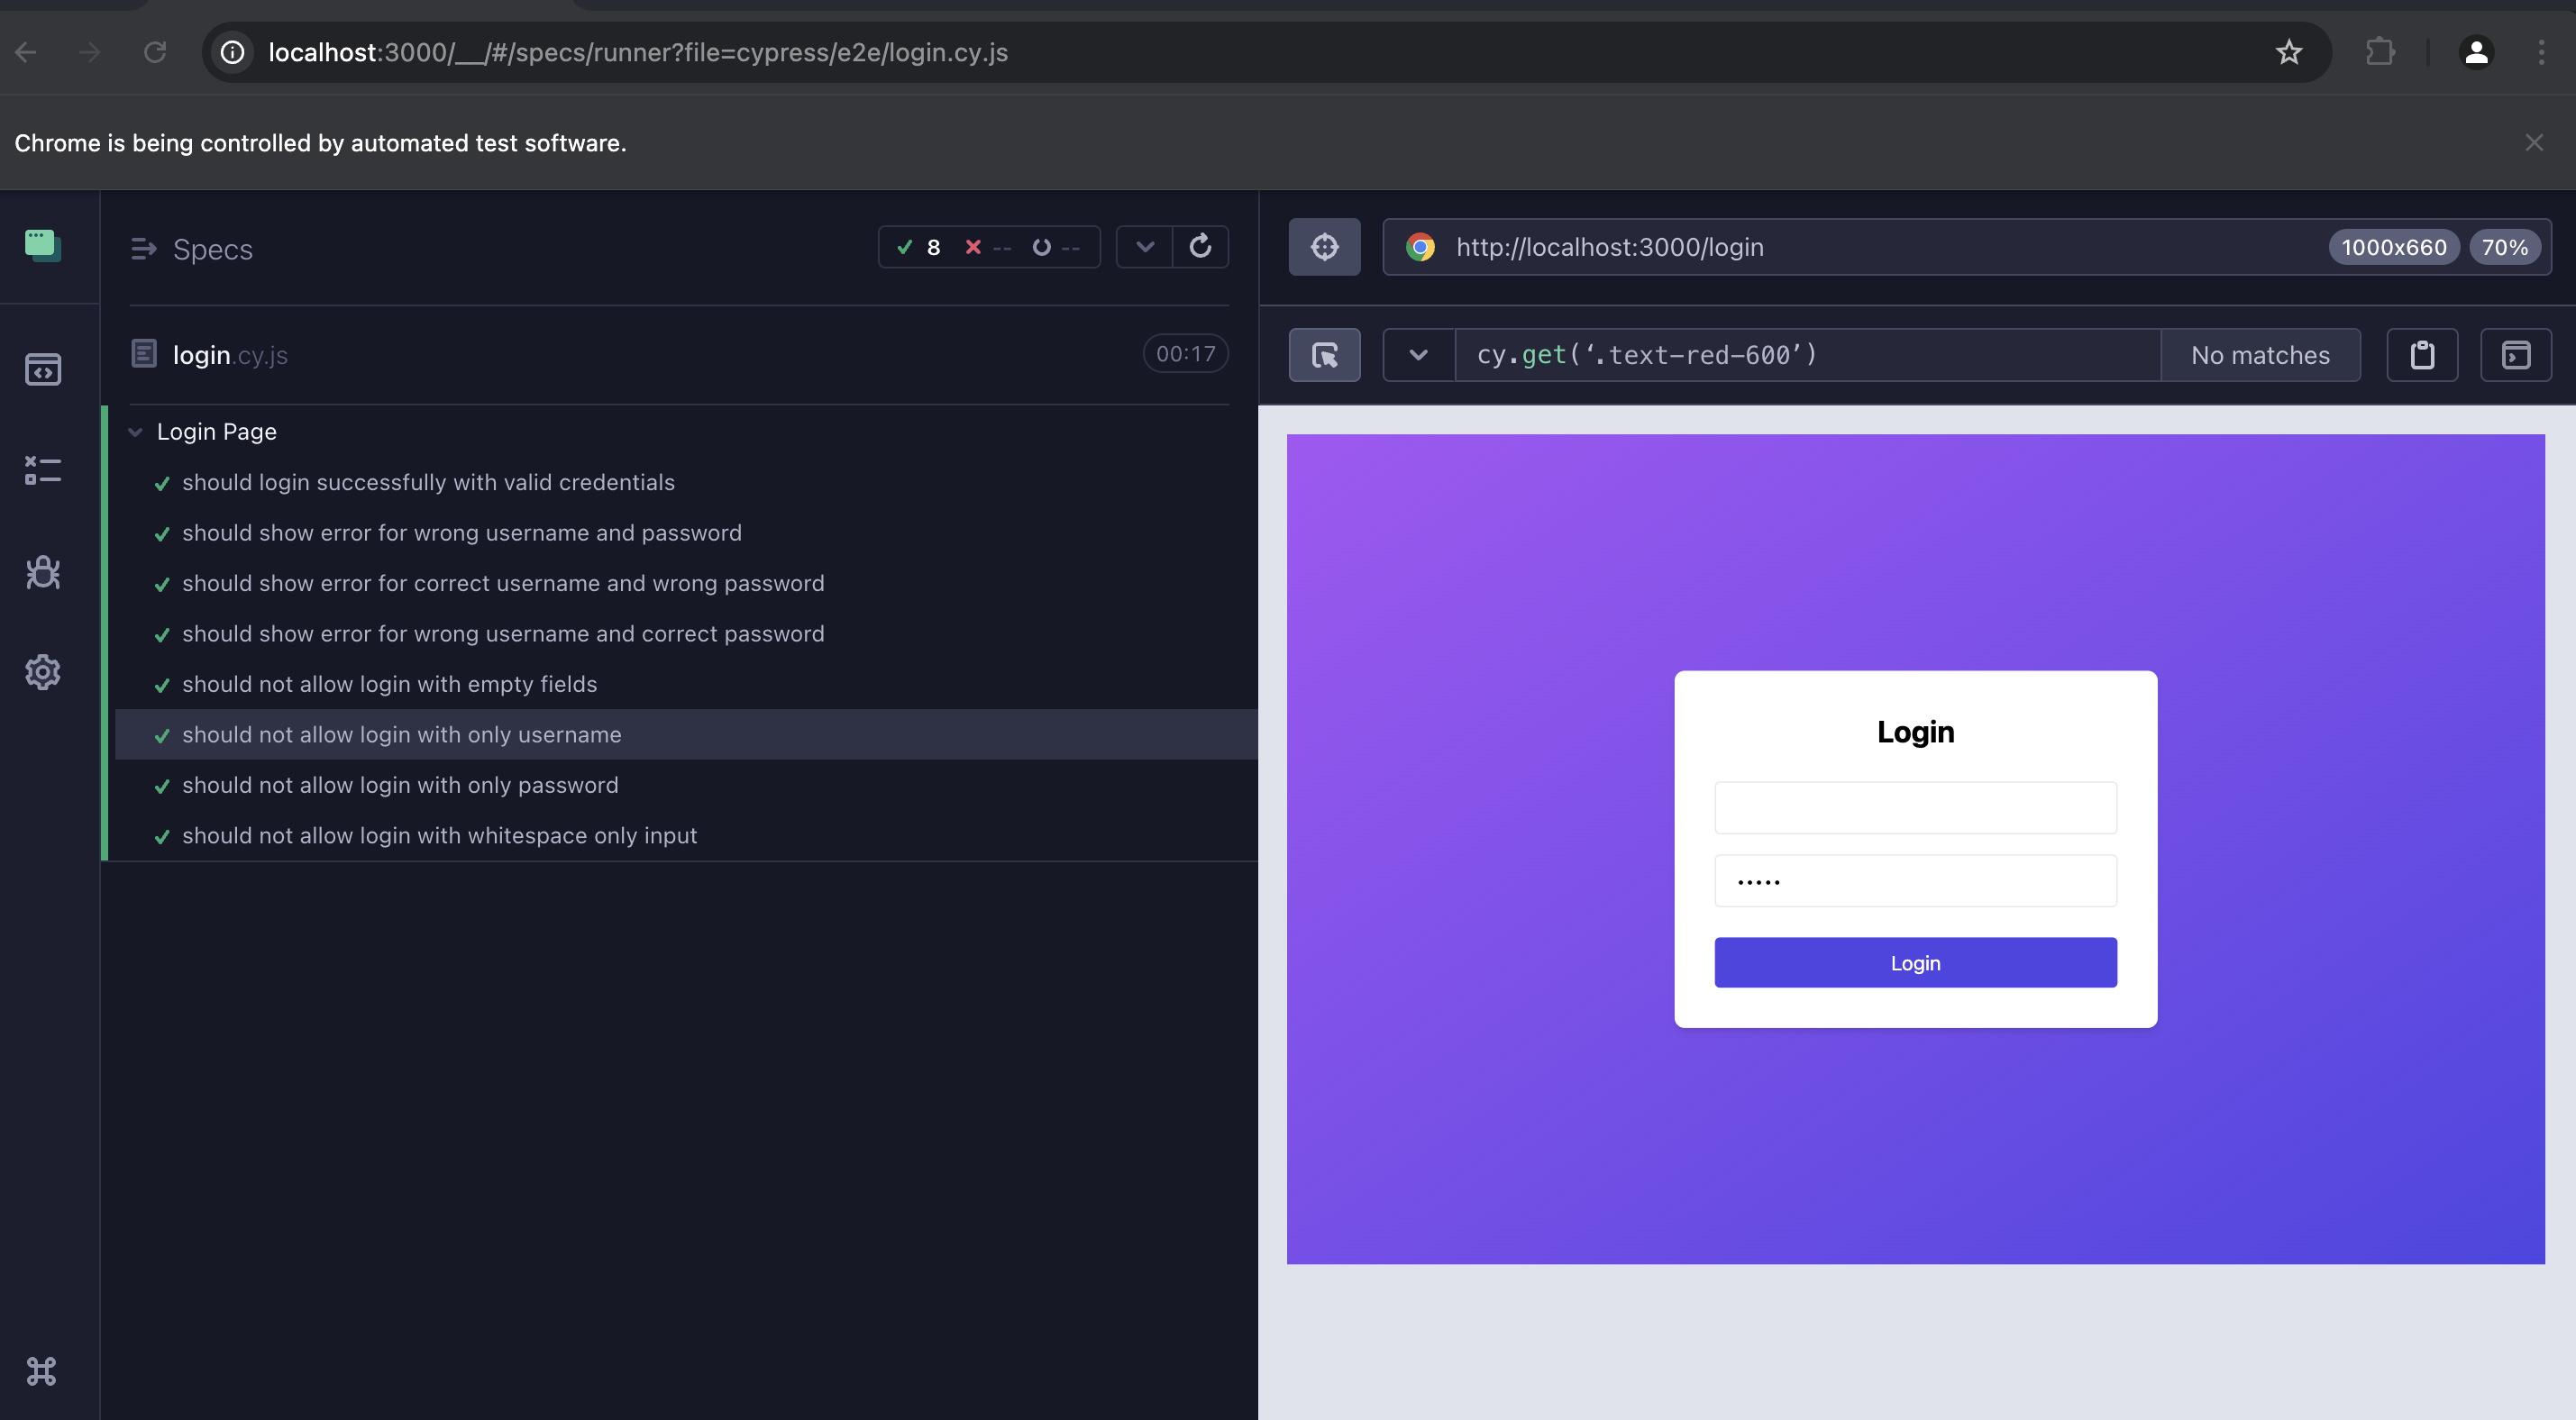 localhost:3000/__/#/specs/runner?file=cypress/e2e/login.cy.js
Chrome is being controlled by automated test software.
Specs
8 -- --
login.cy.js
00:17
Login Page
should login successfully with valid credentials
should show error for wrong username and password
should show error for correct username and wrong password
should show error for wrong username and correct password
should not allow login with empty fields
should not allow login with only username
should not allow login with only password
should not allow login with whitespace only input
http://localhost:3000/login
1000x660
70%
cy.get(‘.text-red-600’)
No matches
Login
•••••
Login